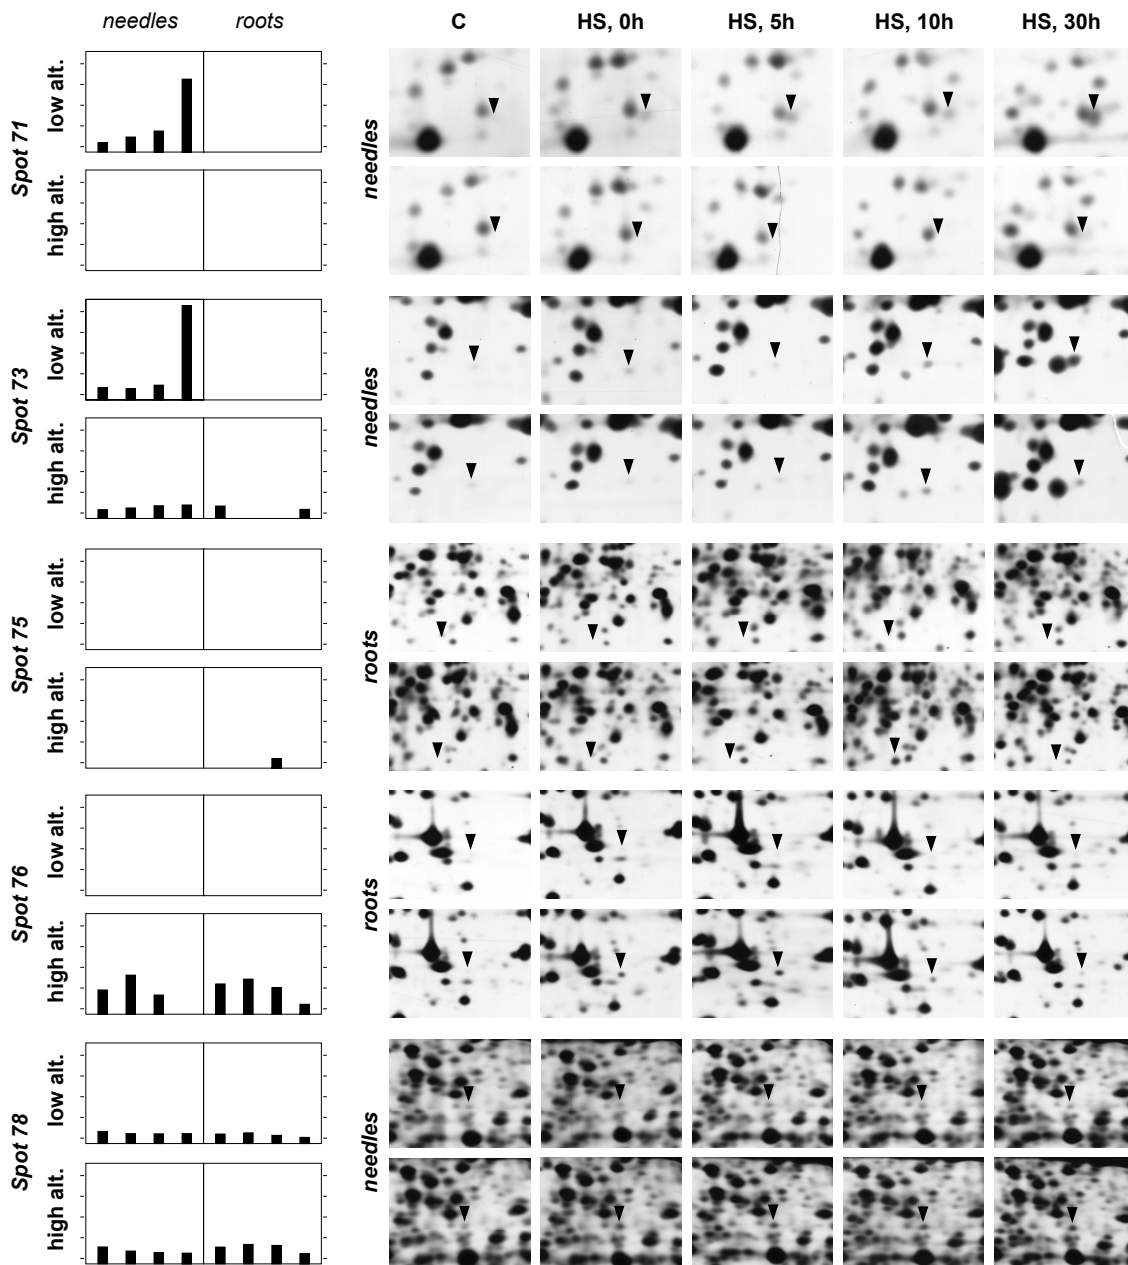 needles roots C HS, 0h HS, 5h HS, 10h HS, 30h
Spot 71
low alt.
high alt.
needles
Spot 73
low alt.
high alt.
needles
Spot 75
low alt.
high alt.
roots
Spot 76
low alt.
high alt.
roots
Spot 78
low alt.
high alt.
needles